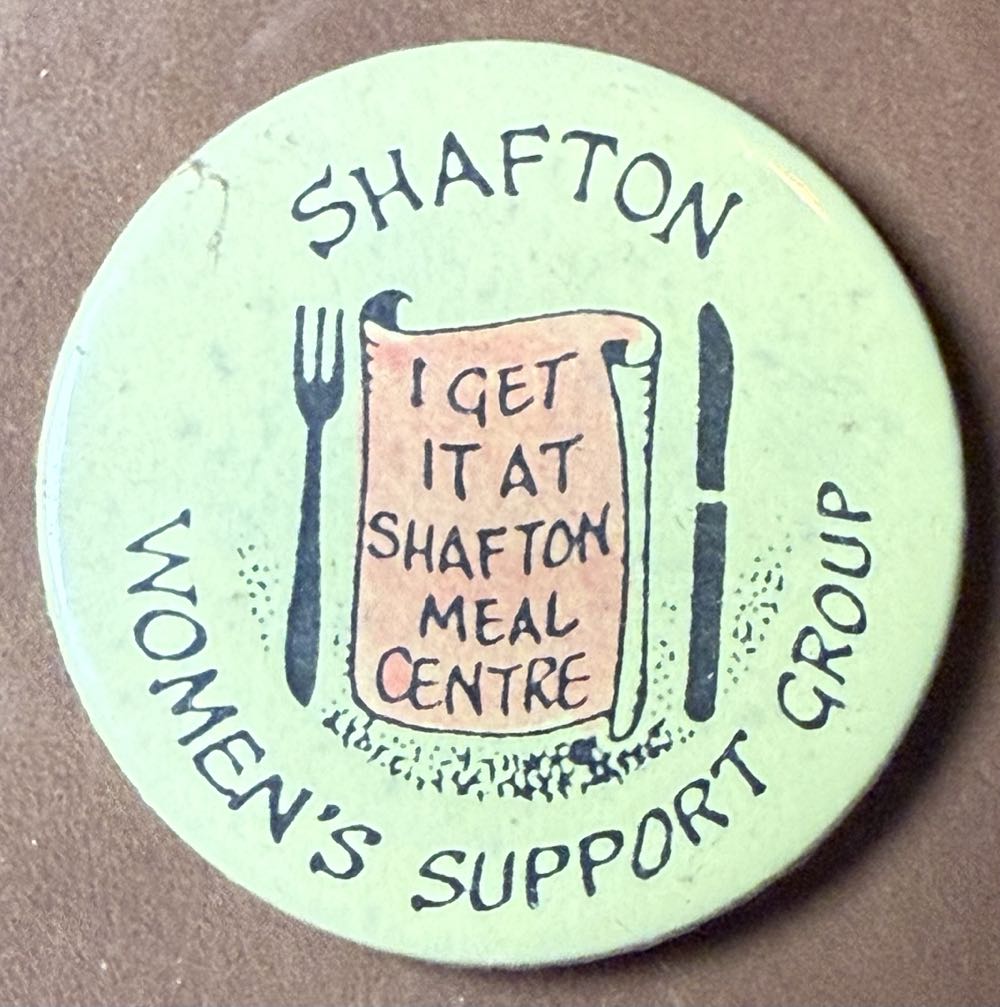 SHAFTON
I GET
IT AT
SHAFTON
MEAL
CENTRE
WOMEN'S SUPPORT GROUP